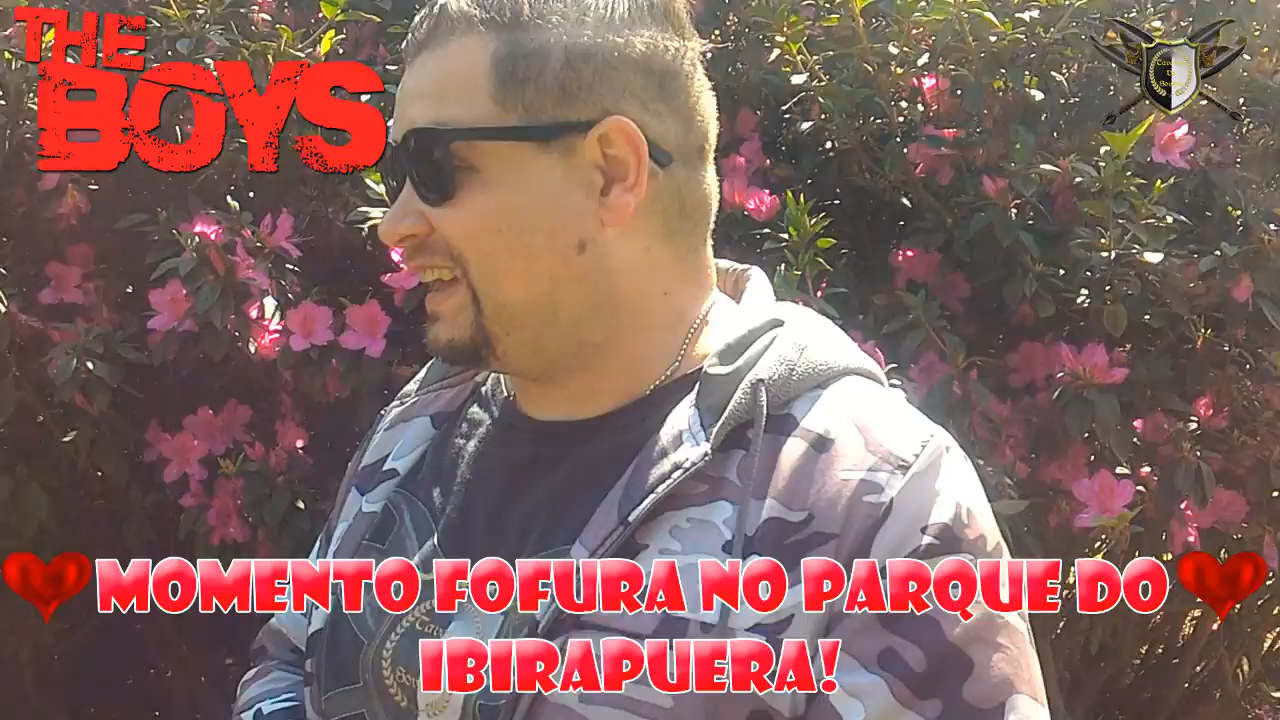 THE
BOYS
MOMENTO FOFURA NO PARQUE DO
IBIRAPUERA!